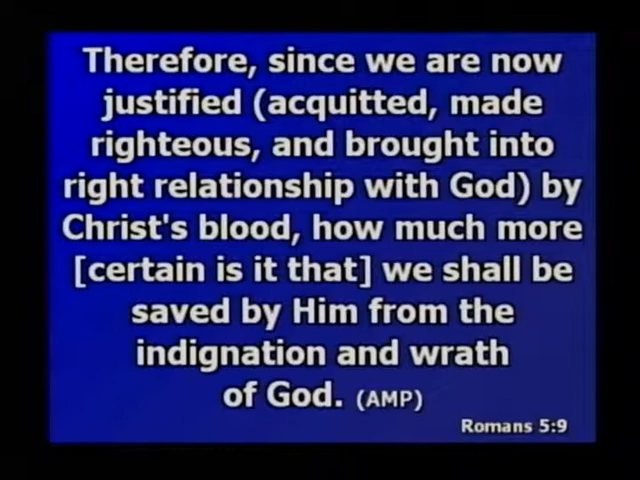 Therefore, since we are now
justified (acquitted, made
righteous, and brought into
right relationship with God) by
Christ's blood, how much more
[certain is it that] we shall be
saved by Him from the
indignation and wrath
of God. (AMP)
Romans 5:9